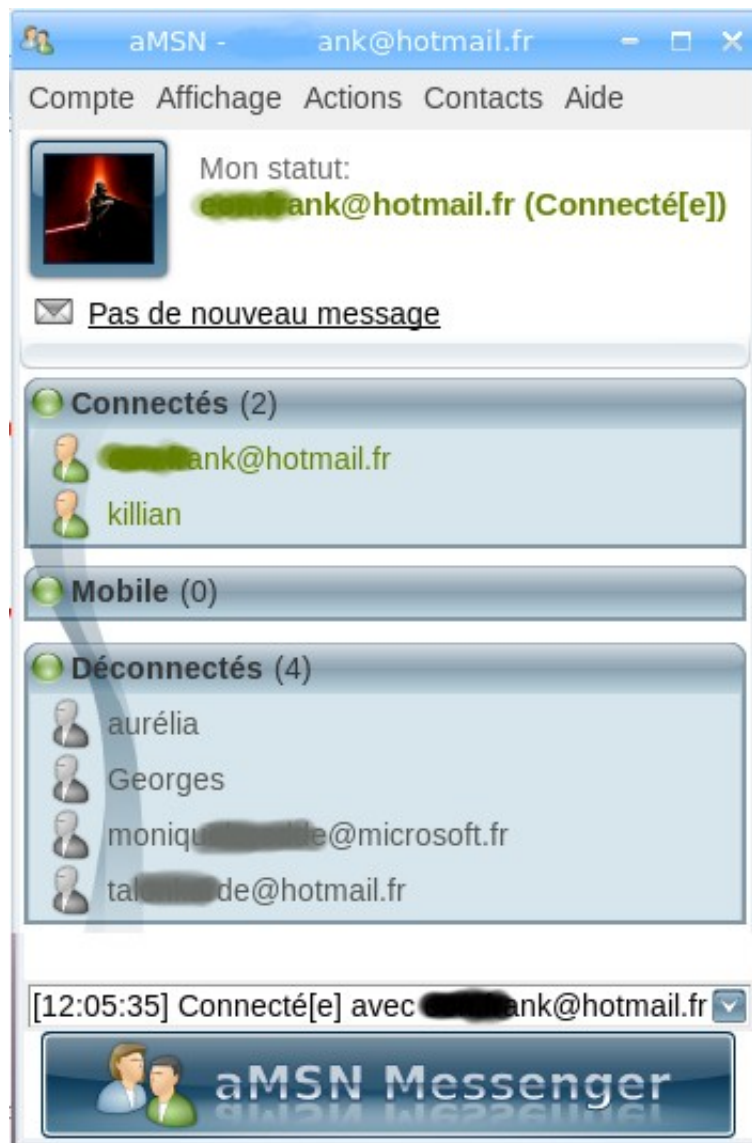 aMSN - ank@hotmail.fr
Compte Affichage Actions Contacts Aide
Mon statut:
ank@hotmail.fr (Connecté[e])
Pas de nouveau message
Connectés (2)
ank@hotmail.fr
killian
Mobile (0)
Déconnectés (4)
aurélia
Georges
moniqu e@microsoft.fr
tal de@hotmail.fr
[12:05:35] Connecté[e] avec ank@hotmail.fr
aMSN Messenger